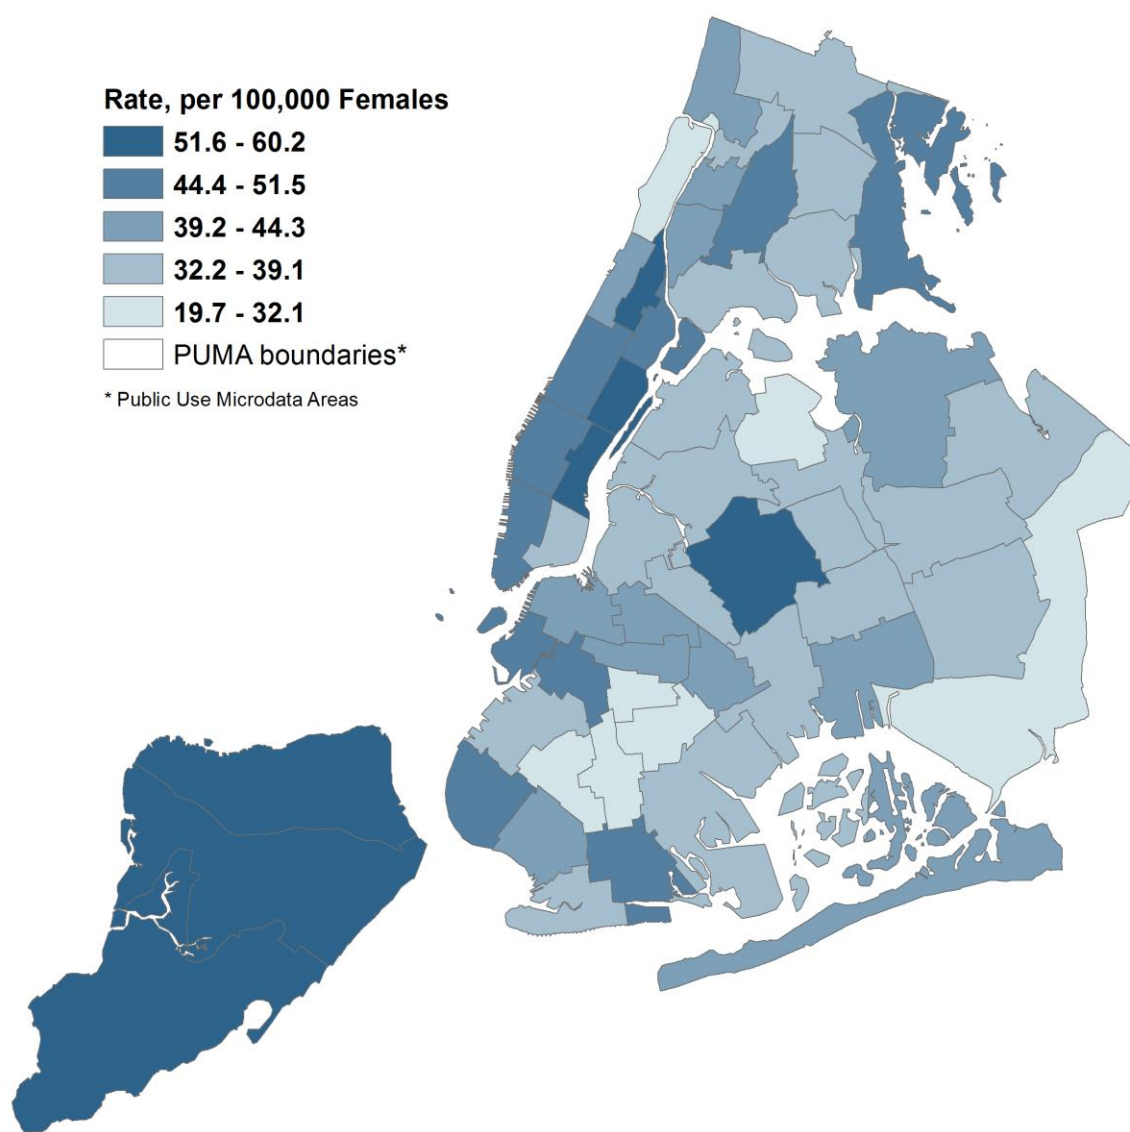 Rate, per 100,000 Females
51.6 - 60.2
44.4 - 51.5
39.2 - 44.3
32.2 - 39.1
19.7 - 32.1
PUMA boundaries*
* Public Use Microdata Areas